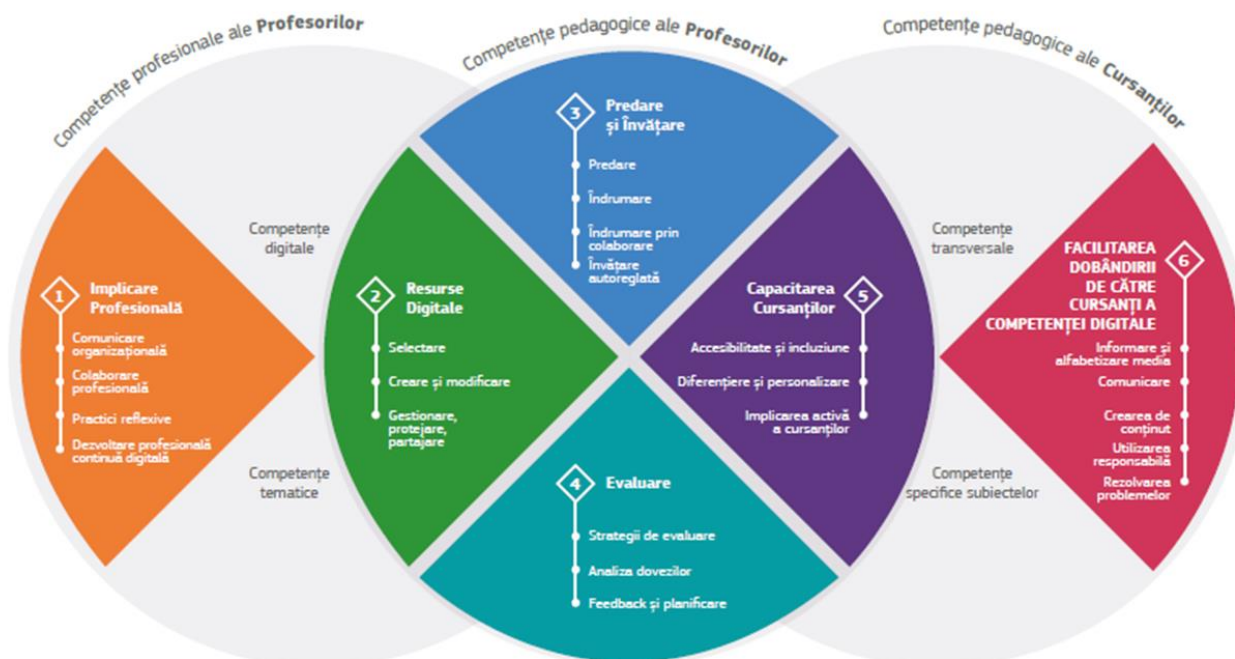 Competențe profesionale ale Profesorilor
Competențe pedagogice ale Profesorilor
Competențe pedagogice ale Cursanților
Competențe
digitale
Competențe
tematice
1
Implicare
Profesională
Comunicare
organizațională
Colaborare
profesională
Practici reflexive
Dezvoltare profesională
continuă digitală
2
Resurse
Digitale
Selectare
Creare și modificare
Gestionare,
protejare,
partajare
3
Predare
și Învățare
Predare
Îndrumare
Îndrumare prin
colaborare
Învățare
autoreglată
4
Evaluare
Strategii de evaluare
Analiza dovezilor
Feedback și planificare
Capacitarea
Cursanților
5
Accesibilitate și incluziune
Diferențiere și personalizare
Implicarea activă
a cursanților
Competențe
transversale
Competențe
specifice subiectelor
FACILITAREA
DOBÂNDIRII
DE CĂTRE
CURSANȚI A
COMPETENȚEI DIGITALE
6
Informare și
alfabetizare media
Comunicare
Crearea de
conținut
Utilizarea
responsabilă
Rezolvarea
problemelor